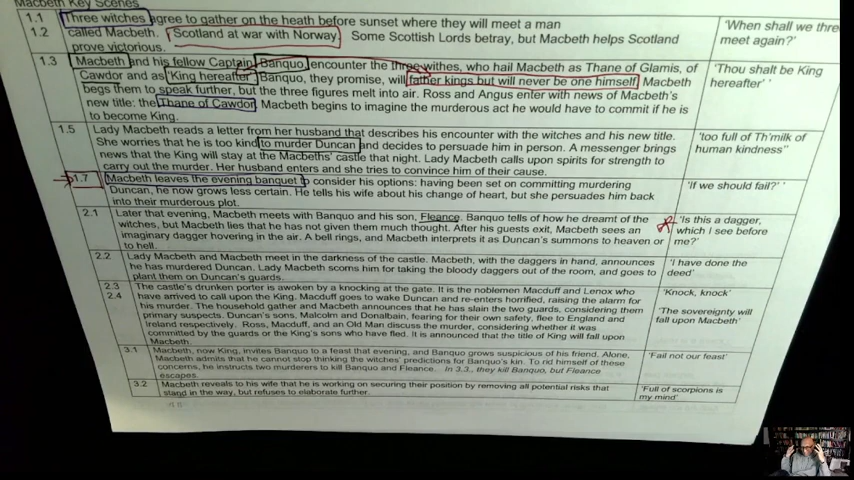 Macbeth Key Scenes
1.1
1.2
Three witches agree to gather on the heath before sunset where they will meet a man
called Macbeth. Scotland at war with Norway. Some Scottish Lords betray, but Macbeth helps Scotland
prove victorious.
'When shall we three
meet again?'
1.3
Macbeth and his fellow Captain, Banquo, encounter the three withes, who hail Macbeth as Thane of Glamis, of
Cawdor and as 'King hereafter'. Banquo, they promise, will father kings but will never be one himself. Macbeth
begs them to speak further, but the three figures melt into air. Ross and Angus enter with news of Macbeth's
new title: the Thane of Cawdor. Macbeth begins to imagine the murderous act he would have to commit if he is
to become King.
'Thou shalt be King
hereafter'
1.5
Lady Macbeth reads a letter from her husband that describes his encounter with the witches and his new title.
She worries that he is too kind to murder Duncan and decides to persuade him in person. A messenger brings
news that the King will stay at the Macbeths' castle that night. Lady Macbeth calls upon spirits for strength to
carry out the murder. Her husband enters and she tries to convince him of their cause.
'too full of Th'milk of
human kindness"
1.7
Macbeth leaves the evening banquet to consider his options: having been set on committing murdering
Duncan, he now grows less certain. He tells his wife about his change of heart, but she persuades him back
into their murderous plot.
'If we should fail?'
2.1
Later that evening, Macbeth meets with Banquo and his son, Fleance. Banquo tells of how he dreamt of the
witches, but Macbeth lies that he has not given them much thought. After his guests exit, Macbeth sees an
imaginary dagger hovering in the air. A bell rings, and Macbeth interprets it as Duncan's summons to heaven or
to hell.
'Is this a dagger,
which I see before
me?'
2.2
Lady Macbeth and Macbeth meet in the darkness of the castle. Macbeth, with the daggers in hand, announces
he has murdered Duncan. Lady Macbeth scorns him for taking the bloody daggers out of the room, and goes to
plant them on Duncan's guards.
'I have done the
deed'
2.3
2.4
The castle's drunken porter is awoken by a knocking at the gate. It is the noblemen Macduff and Lenox who
have arrived to call upon the King. Macduff goes to wake Duncan and re-enters horrified, raising the alarm for
his murder. The household gather and Macbeth announces that he has slain the two guards, considering them
primary suspects. Duncan's sons, Malcolm and Donalbain, fearing for their own safety, flee to England and
Ireland respectively. Ross, Macduff, and an Old Man discuss the murder, considering whether it was
committed by the guards or the King's sons who have fled. It is announced that the title of King will fall upon
Macbeth.
'Knock, knock'
'The sovereignty will
fall upon Macbeth'
3.1
Macbeth, now King, invites Banquo to a feast that evening, and Banquo grows suspicious of his friend. Alone,
Macbeth admits that he cannot stop thinking the witches' predictions for Banquo's kin. To rid himself of these
concerns, he instructs two murderers to kill Banquo and Fleance. In 3.3, they kill Banquo, but Fleance
escapes.
'Fail not our feast'
3.2
Macbeth reveals to his wife that he is working on securing their position by removing all potential risks that
stand in the way, but refuses to elaborate further.
'Full of scorpions is
my mind'